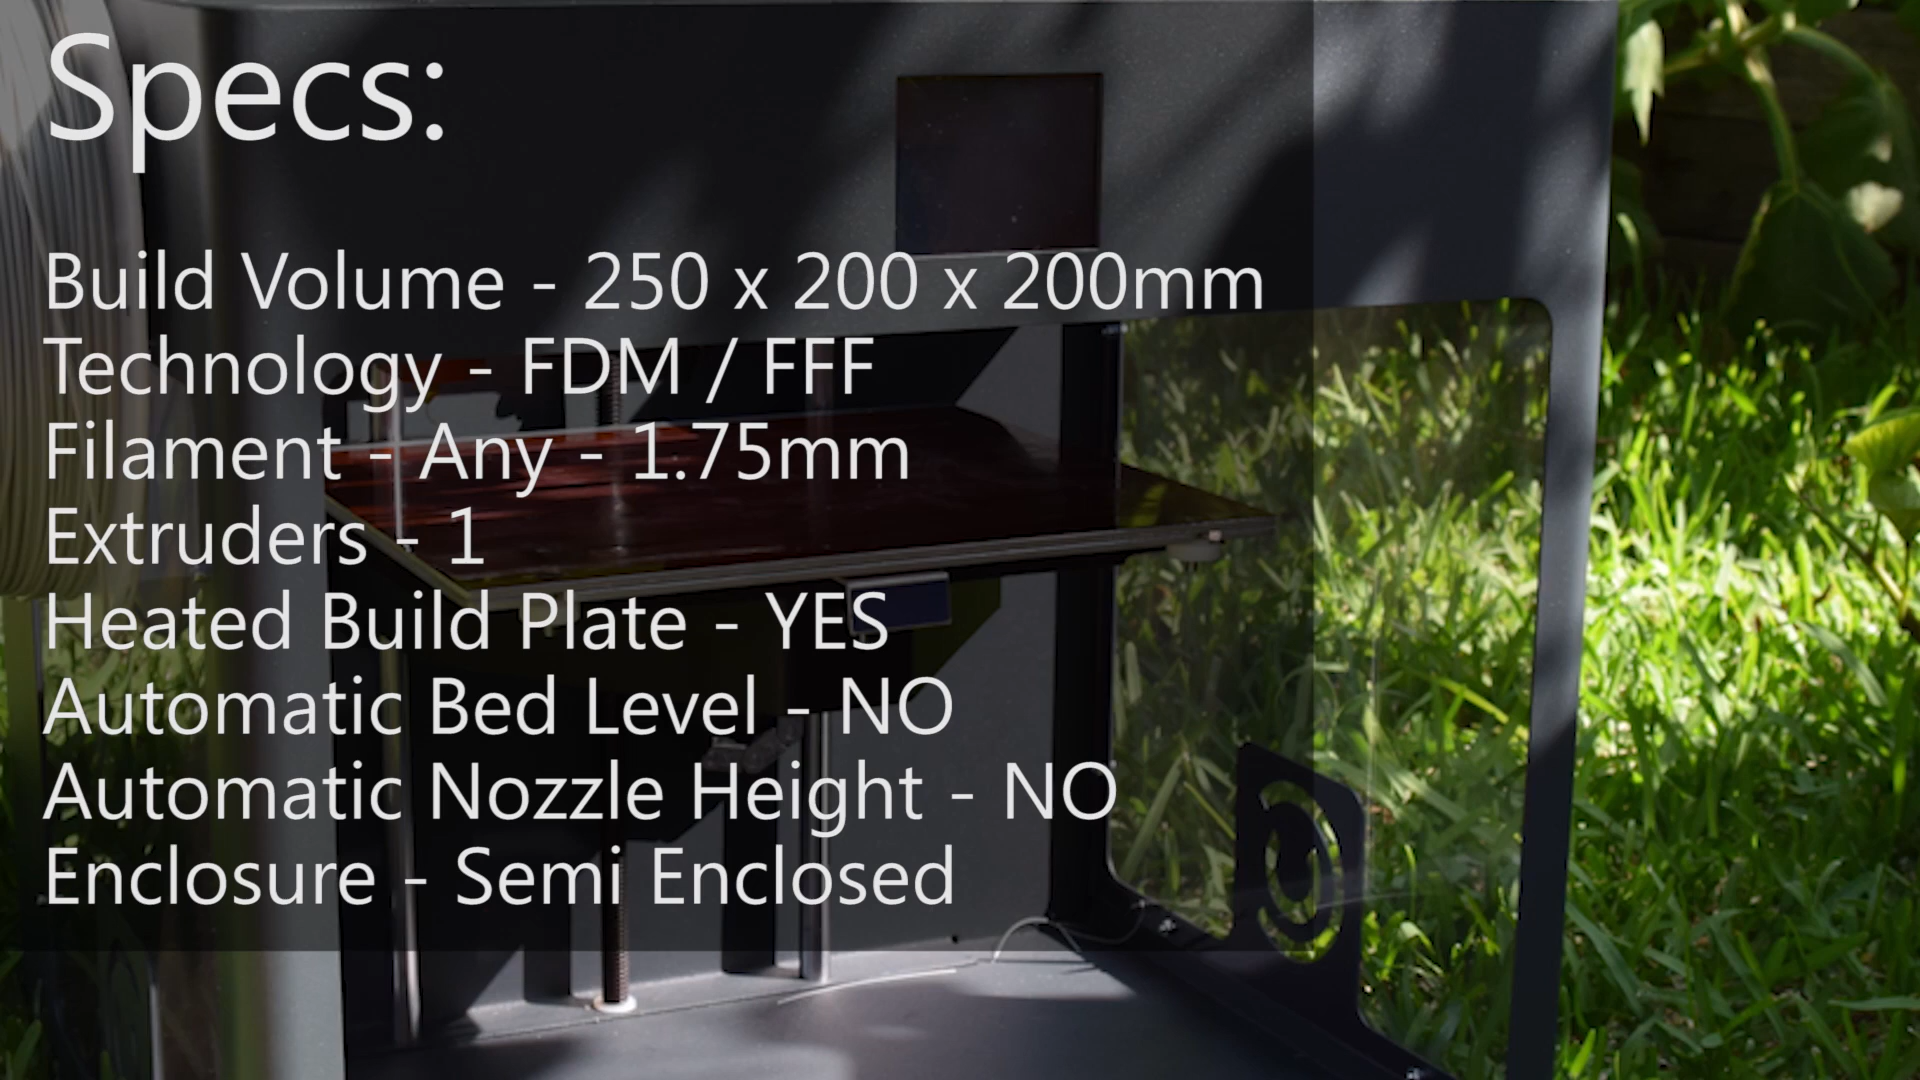 Specs:
Build Volume - 250 x 200 x 200mm
Technology - FDM / FFF
Filament - Any - 1.75mm
Extruders - 1
Heated Build Plate - YES
Automatic Bed Level - NO
Automatic Nozzle Height - NO
Enclosure - Semi Enclosed